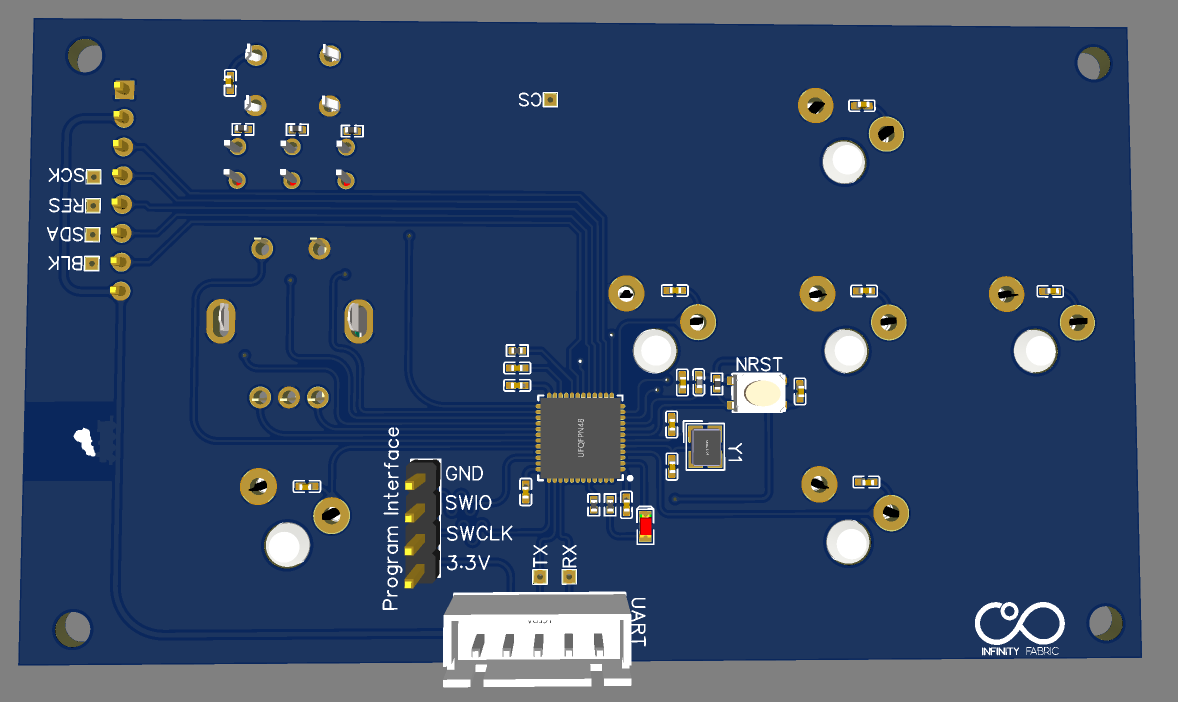 CS
SCK
RES
SDA
BLK
NRST
UFQFPN48
Y1
Program Interface
GND
SWIO
SWCLK
3.3V
TX
RX
UART
INFINITY FABRIC